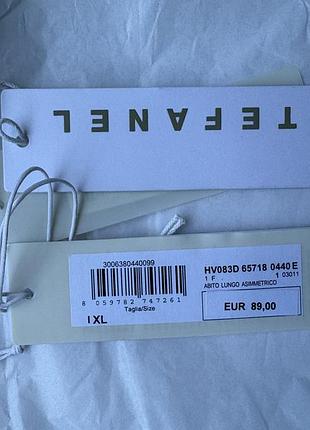 TEFANEL
3006380440099
8 059782 747261
Taglia/Size
I XL
HV083D 65718 0440 E
1 F 1 03011
ABITO LUNGO ASIMMETRICO
EUR 89,00